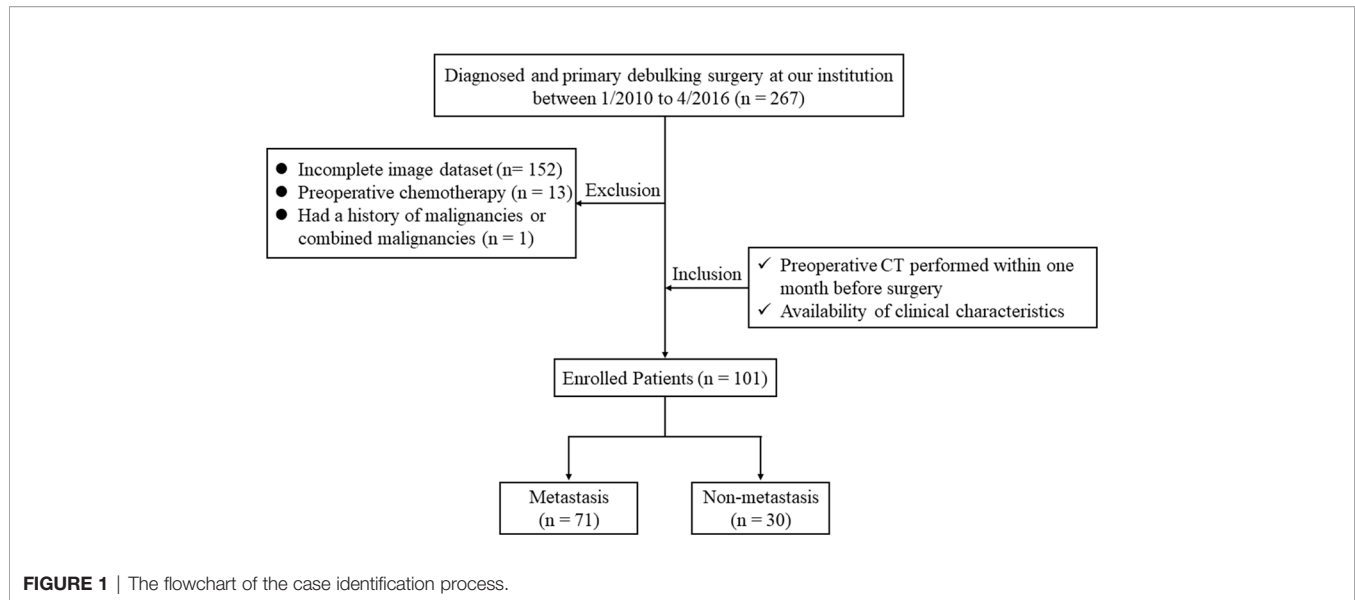 Diagnosed and primary debulking surgery at our institution
between 1/2010 to 4/2016 (n = 267)
● Incomplete image dataset (n= 152)
● Preoperative chemotherapy (n = 13)
● Had a history of malignancies or
combined malignancies (n = 1)
Exclusion
Inclusion
✓ Preoperative CT performed within one
month before surgery
✓ Availability of clinical characteristics
Enrolled Patients (n = 101)
Metastasis
(n = 71)
Non-metastasis
(n = 30)
FIGURE 1 | The flowchart of the case identification process.